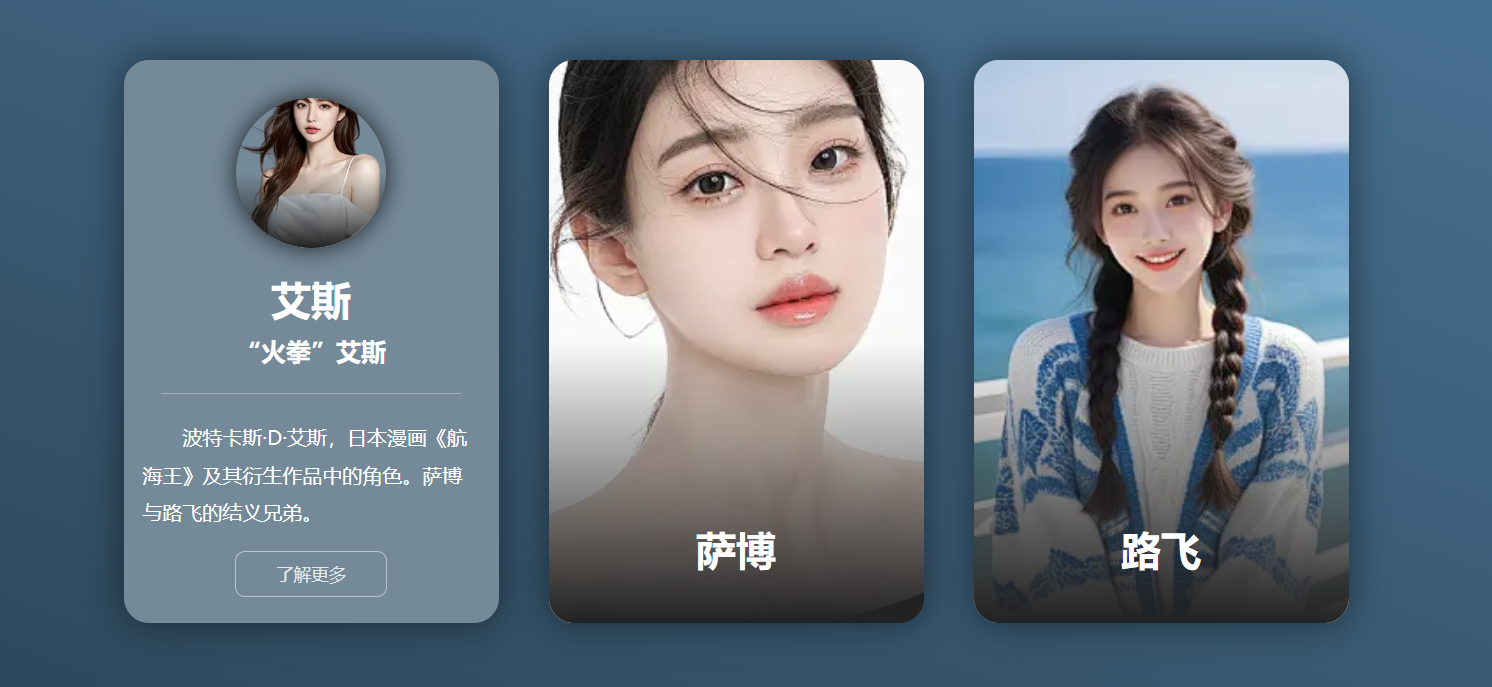 艾斯
“火拳”艾斯
波特卡斯·D·艾斯，日本漫画《航
海王》及其衍生作品中的角色。萨博
与路飞的结义兄弟。
了解更多
萨博
路飞